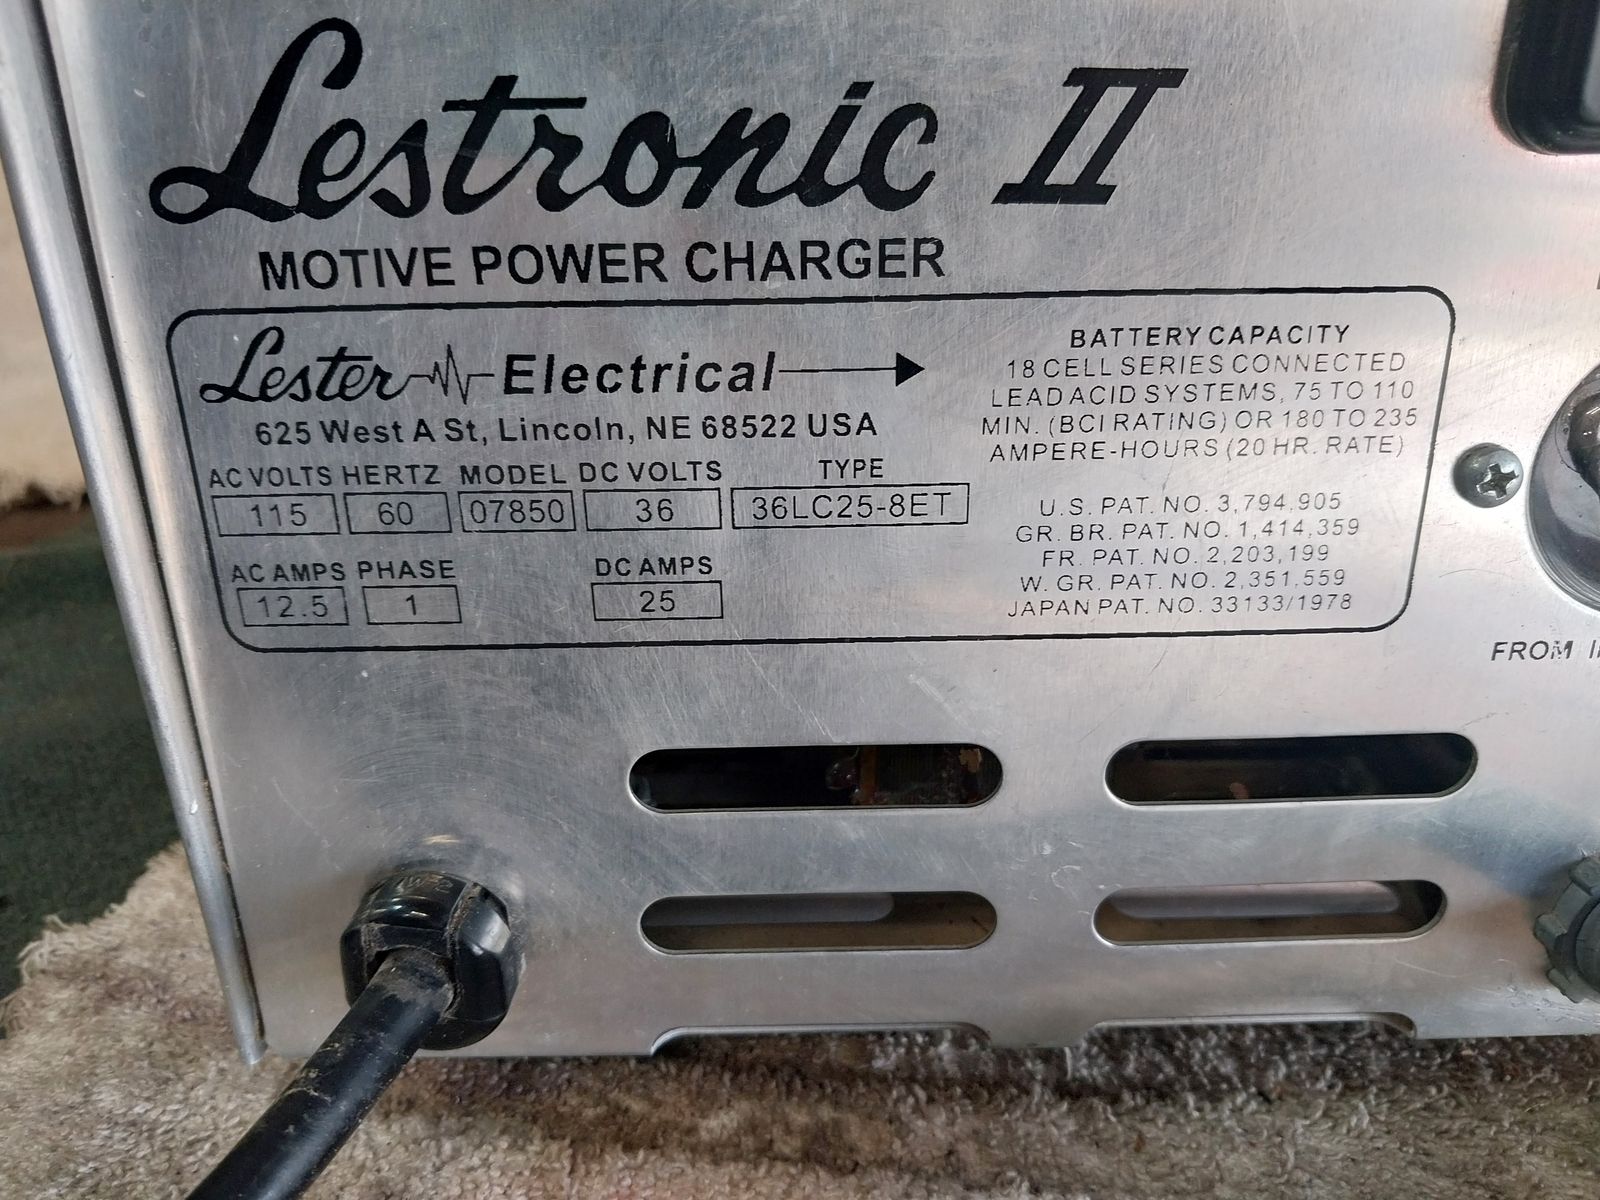 Lestronic II
MOTIVE POWER CHARGER
Lester Electrical
625 West A St, Lincoln, NE 68522 USA
AC VOLTS HERTZ MODEL DC VOLTS TYPE
115 60 07850 36 36LC25-8ET
AC AMPS PHASE DC AMPS
12.5 1 25
BATTERY CAPACITY
18 CELL SERIES CONNECTED
LEAD ACID SYSTEMS, 75 TO 110
MIN. (BCI RATING) OR 180 TO 235
AMPERE-HOURS (20 HR. RATE)
U.S. PAT. NO. 3,794,905
GR. BR. PAT. NO. 1,414,359
FR. PAT. NO. 2,203,199
W. GR. PAT. NO. 2,351,559
JAPAN PAT. NO. 33133/1978
FROM